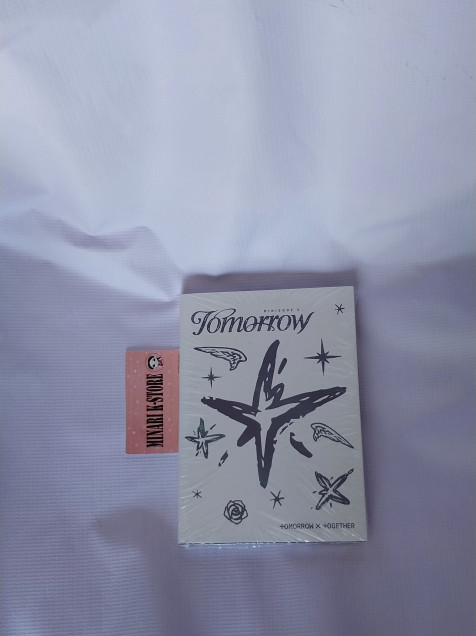 MINISODE 3
Tomorrow
MINARI K-STORE
TOMORROW X TOGETHER